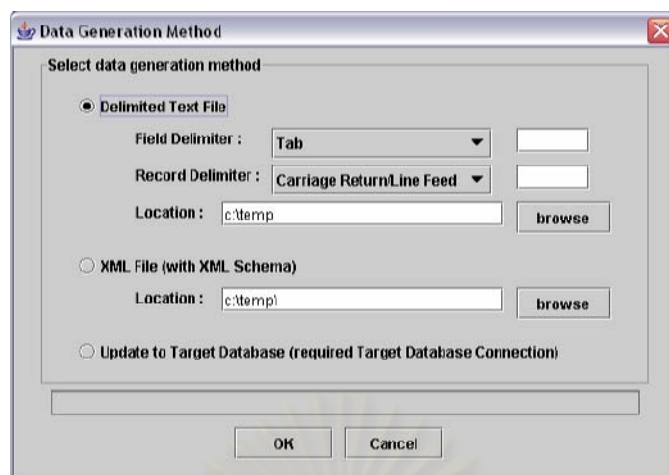 Data Generation Method
Select data generation method
Delimited Text File
Field Delimiter : Tab
Record Delimiter : Carriage Return/Line Feed
Location : c:\temp browse
XML File (with XML Schema)
Location : c:\temp\ browse
Update to Target Database (required Target Database Connection)
OK Cancel